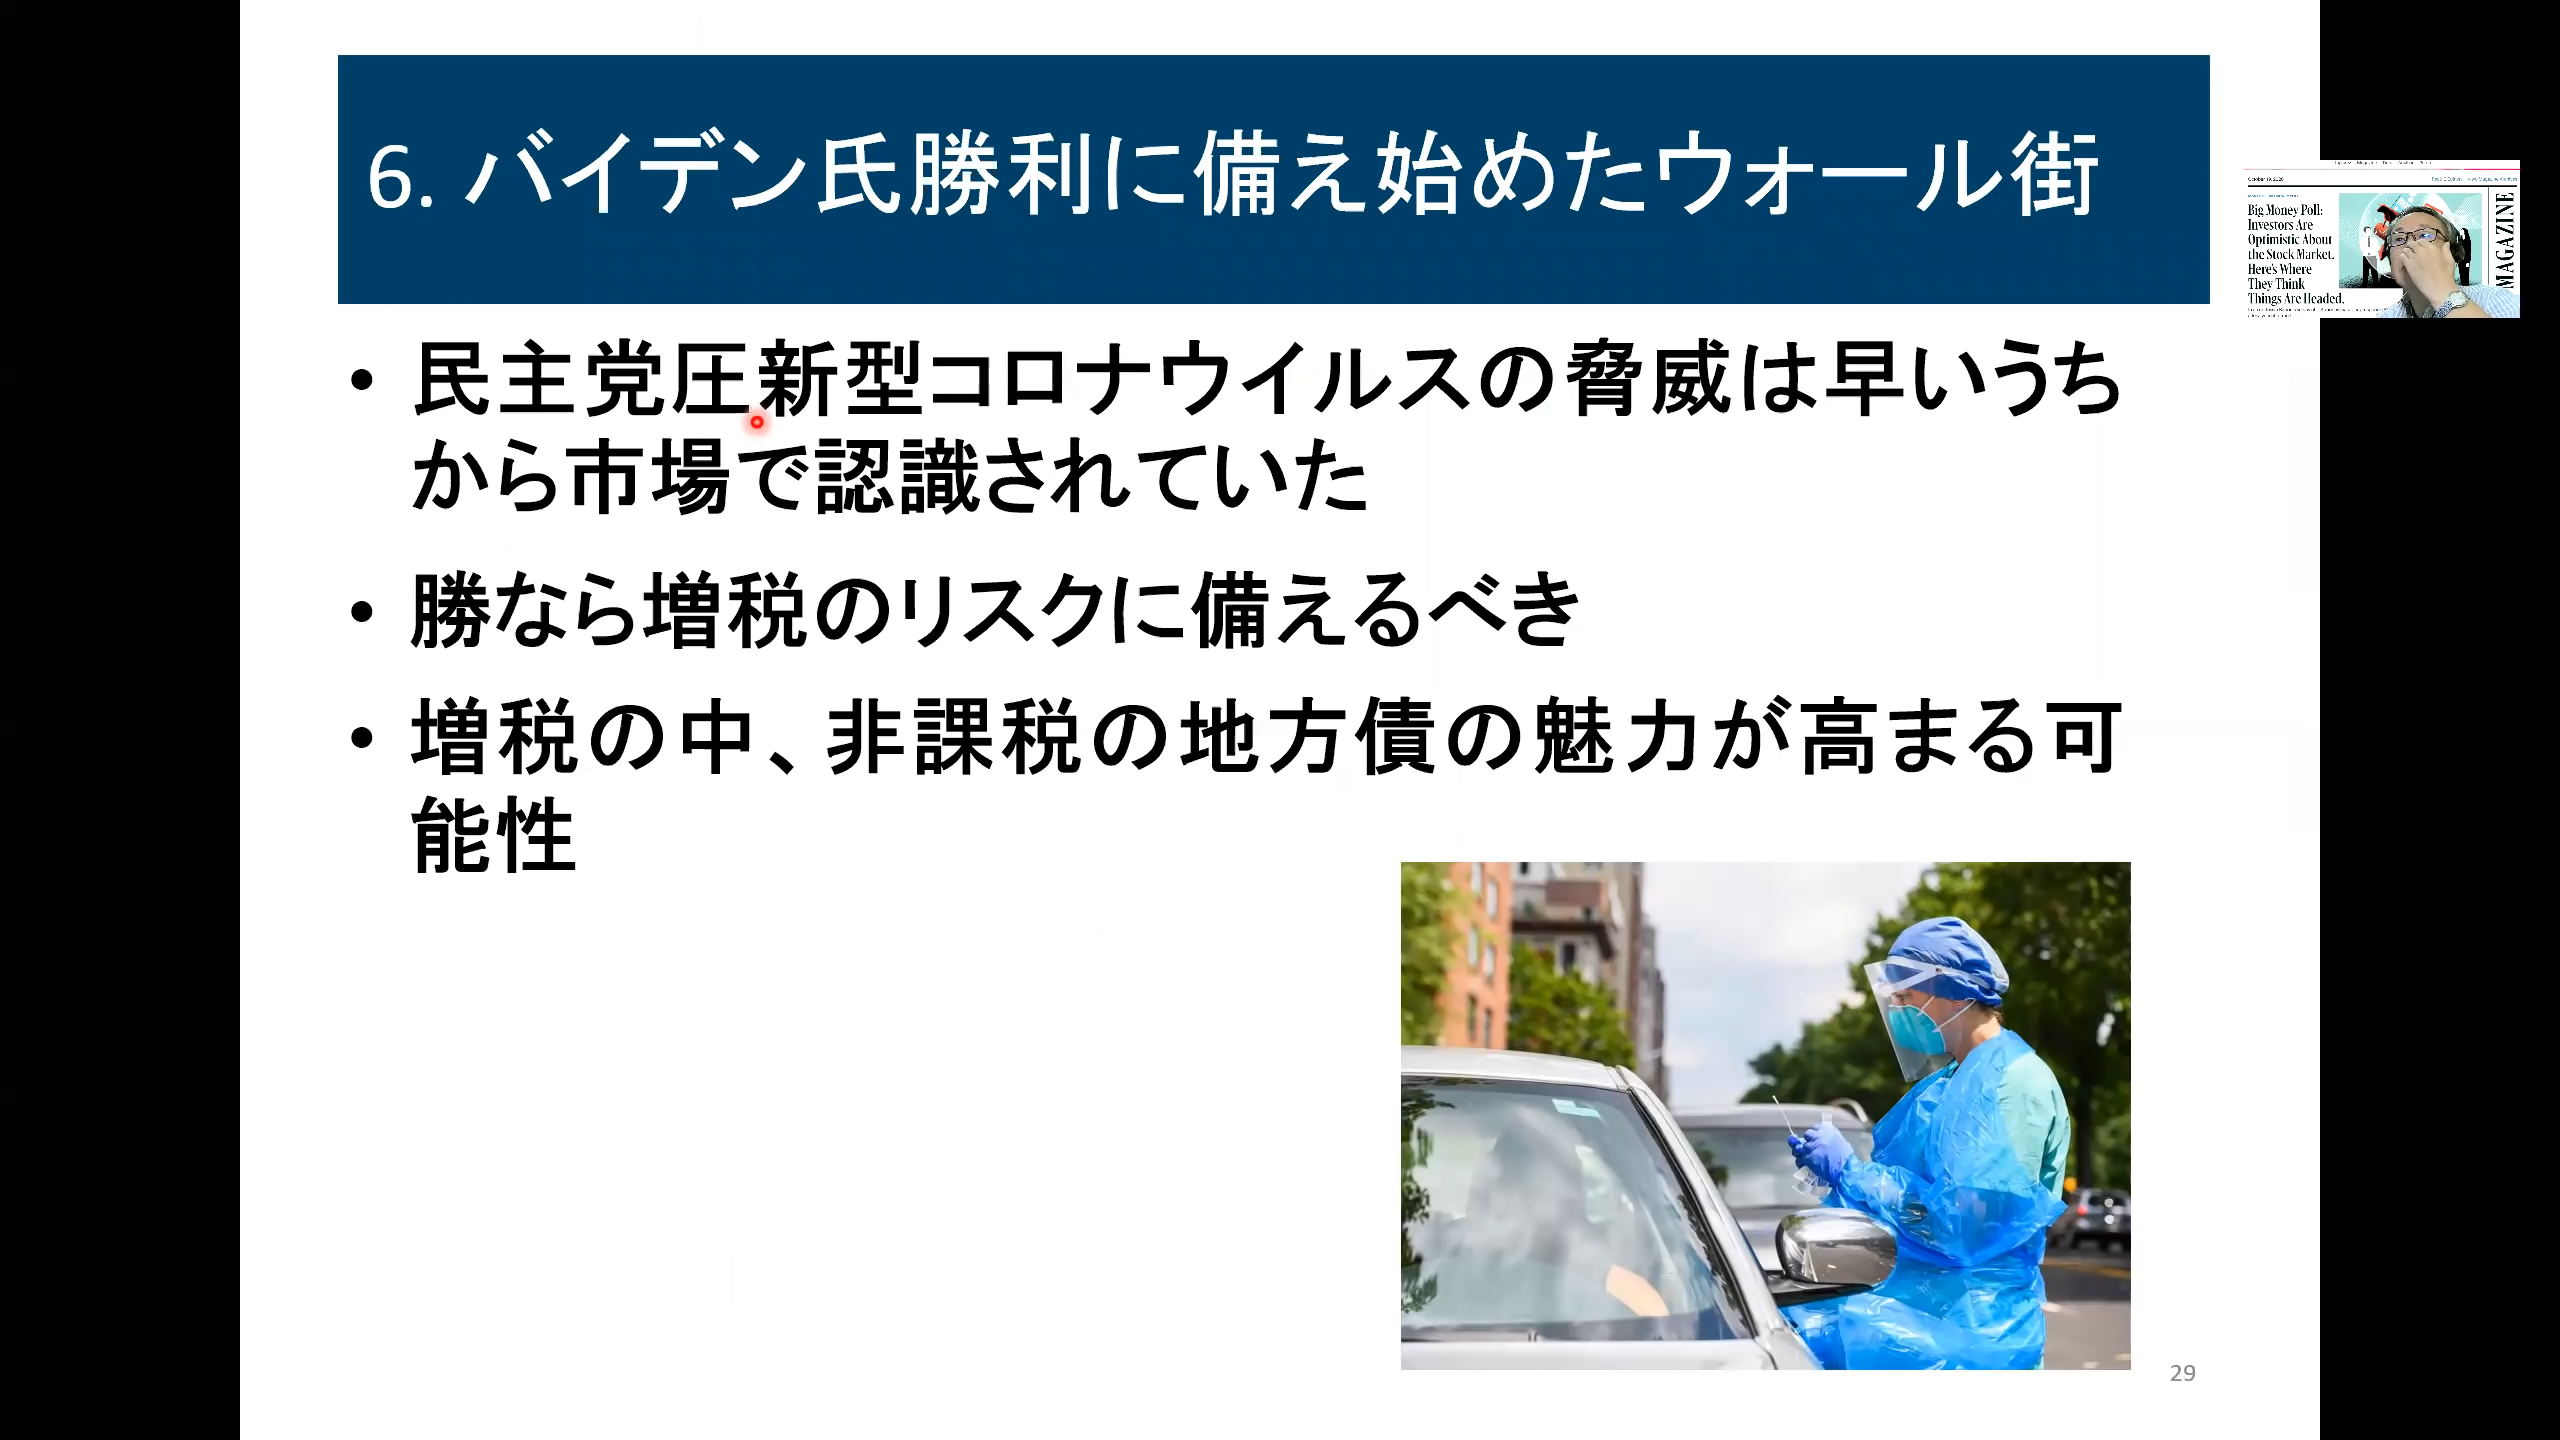 6. バイデン氏勝利に備え始めたウォール街
• 民主党圧新型コロナウイルスの脅威は早いうち
から市場で認識されていた
• 勝なら増税のリスクに備えるべき
• 増税の中、非課税の地方債の魅力が高まる可
能性
29
October 19, 2020
Big Money Poll:
Investors Are
Optimistic About
the Stock Market.
Here's Where
They Think
Things Are Headed.
MAGAZINE